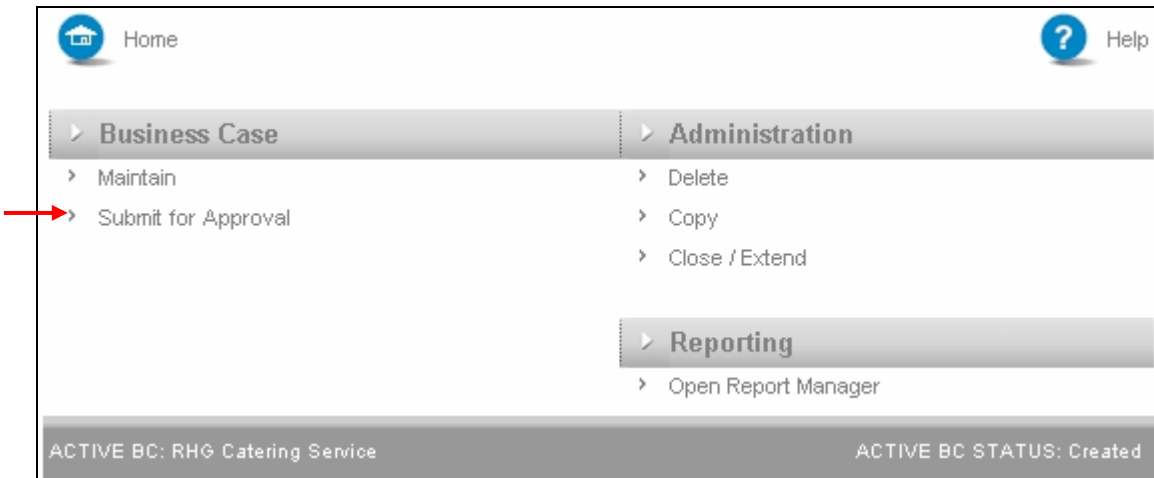 Home
? Help
Business Case
Maintain
Submit for Approval
Administration
Delete
Copy
Close / Extend
Reporting
Open Report Manager
ACTIVE BC: RHG Catering Service
ACTIVE BC STATUS: Created